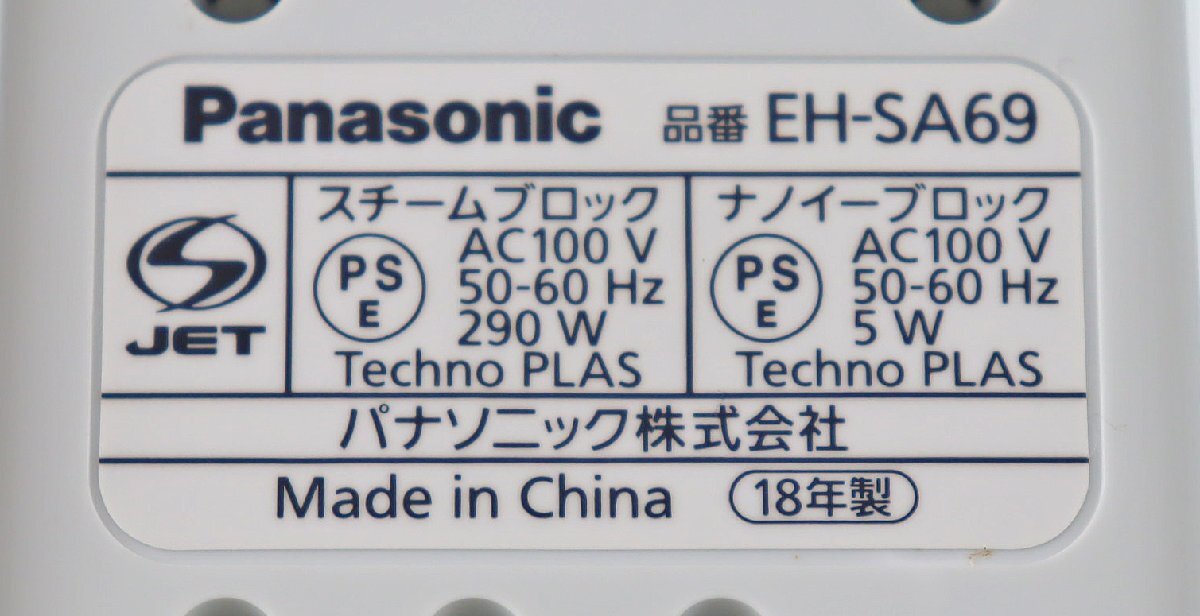 Panasonic 品番 EH-SA69
JET
スチームブロック
PS
E
AC100 V
50-60 Hz
290 W
Techno PLAS
ナノイーブロック
PS
E
AC100 V
50-60 Hz
5 W
Techno PLAS
パナソニック株式会社
Made in China 18年製